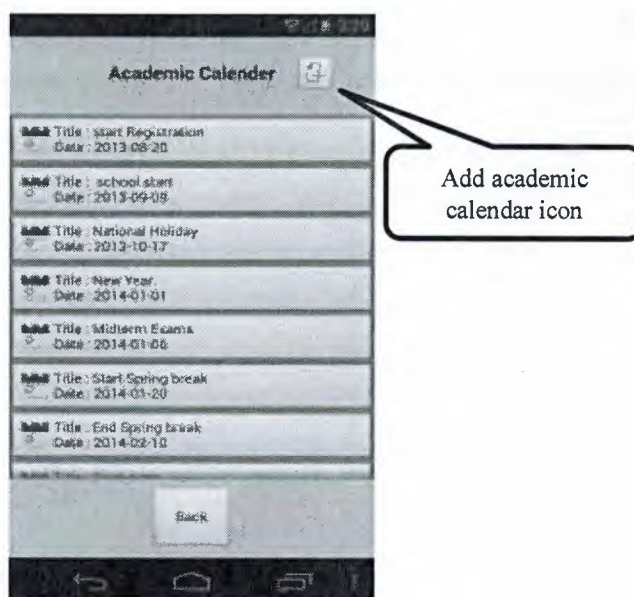 3:20
Academic Calender
Add academic
calendar icon
Title : start Registration
Date : 2013-08-20
Title : school start
Date : 2013-09-09
Title : National Holiday
Date : 2013-10-17
Title : New Year.
Date : 2014-01-01
Title : Midterm Exams
Date : 2014-01-06
Title : Start Spring break
Date : 2014-01-20
Title : End Spring break
Date : 2014-02-10
Back